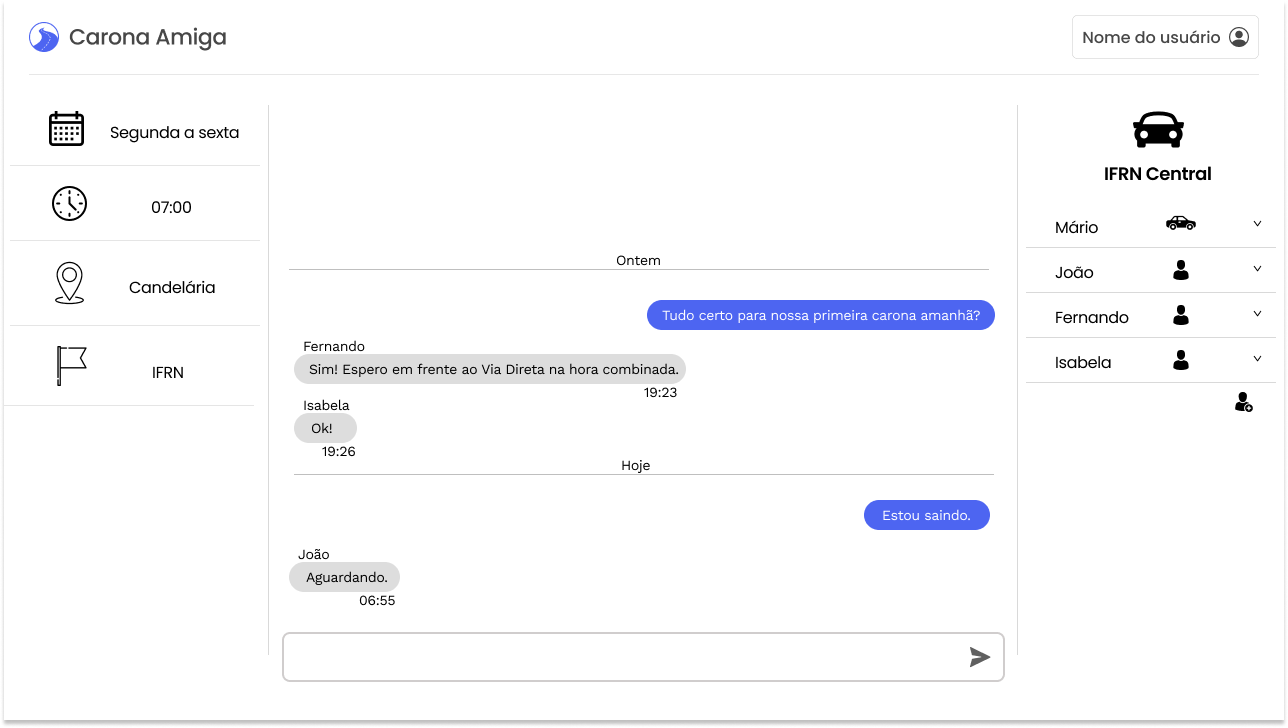 Carona Amiga
Nome do usuário
Segunda a sexta
07:00
Candelária
IFRN
Ontem
Tudo certo para nossa primeira carona amanhã?
Fernando
Sim! Espero em frente ao Via Direta na hora combinada.
19:23
Isabela
Ok!
19:26
Hoje
Estou saindo.
João
Aguardando.
06:55
IFRN Central
Mário
João
Fernando
Isabela